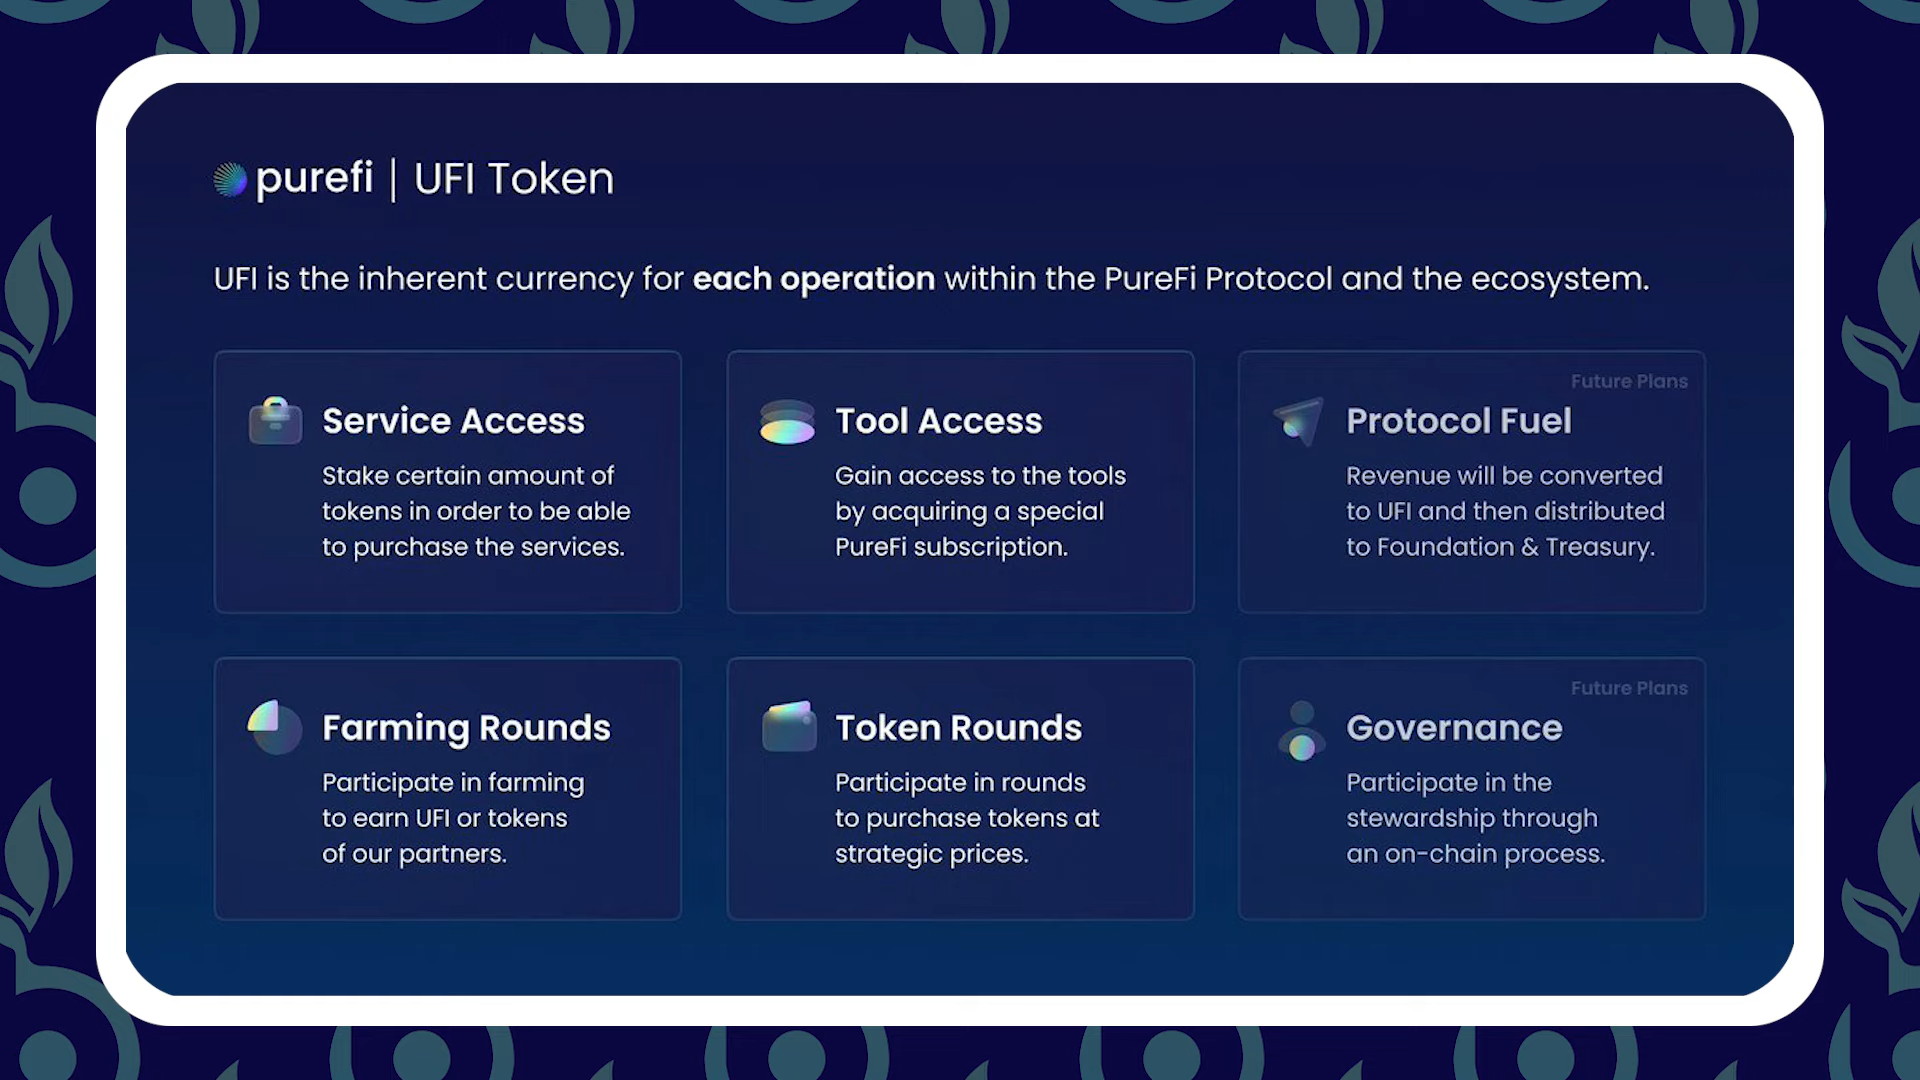 purefi | UFI Token
UFI is the inherent currency for each operation within the PureFi Protocol and the ecosystem.
Service Access
Stake certain amount of
tokens in order to be able
to purchase the services.
Tool Access
Gain access to the tools
by acquiring a special
PureFi subscription.
Future Plans
Protocol Fuel
Revenue will be converted
to UFI and then distributed
to Foundation & Treasury.
Farming Rounds
Participate in farming
to earn UFI or tokens
of our partners.
Token Rounds
Participate in rounds
to purchase tokens at
strategic prices.
Future Plans
Governance
Participate in the
stewardship through
an on-chain process.